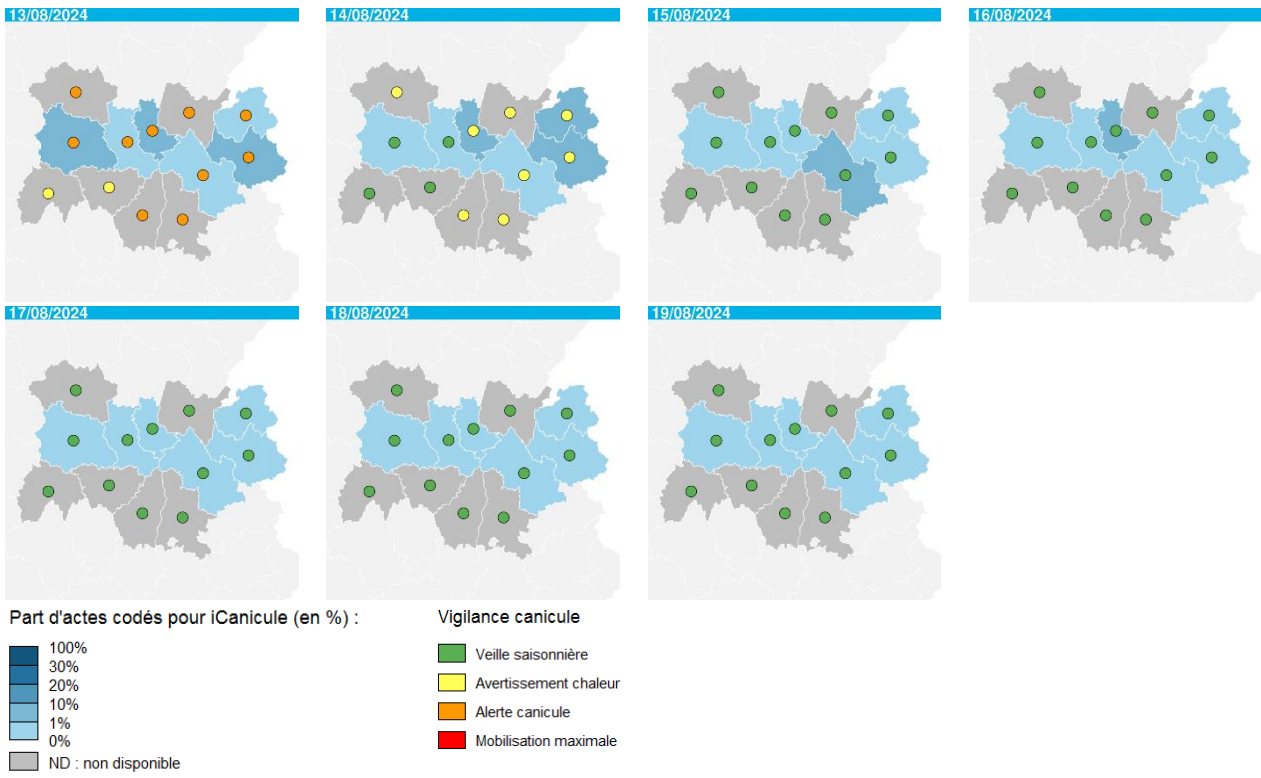 13/08/2024
14/08/2024
15/08/2024
16/08/2024
17/08/2024
18/08/2024
19/08/2024
Part d'actes codés pour iCanicule (en %) :
100%
30%
20%
10%
1%
0%
ND : non disponible
Vigilance canicule
Veille saisonnière
Avertissement chaleur
Alerte canicule
Mobilisation maximale